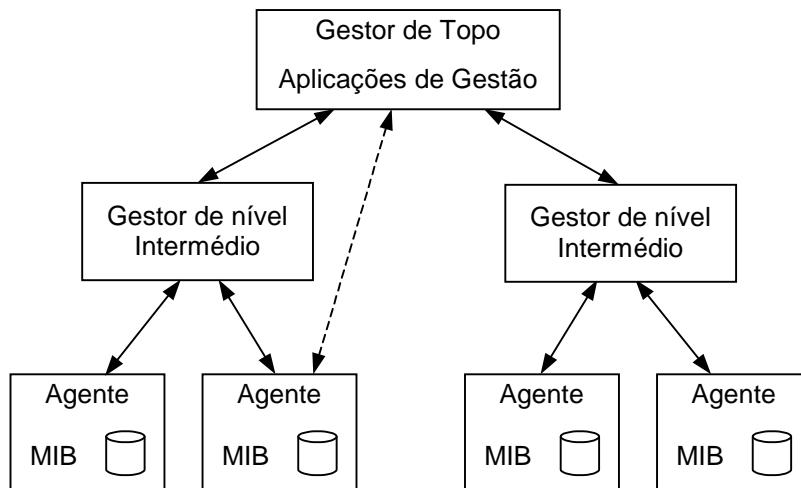 Gestor de Topo
Aplicações de Gestão
Gestor de nível
Intermédio
Gestor de nível
Intermédio
Agente
MIB
Agente
MIB
Agente
MIB
Agente
MIB